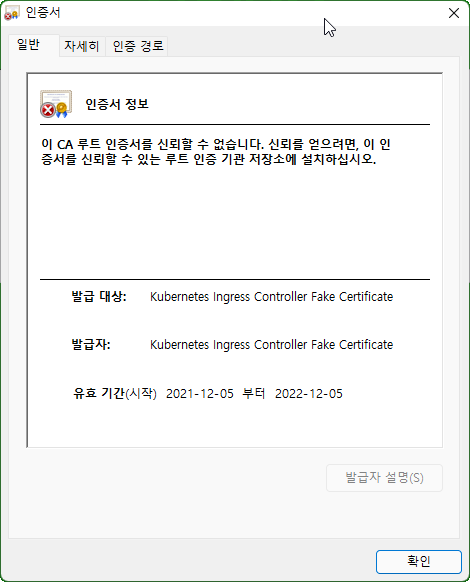 인증서
일반
자세히
인증 경로
인증서 정보
이 CA 루트 인증서를 신뢰할 수 없습니다. 신뢰를 얻으려면, 이 인
증서를 신뢰할 수 있는 루트 인증 기관 저장소에 설치하십시오.
발급 대상: Kubernetes Ingress Controller Fake Certificate
발급자: Kubernetes Ingress Controller Fake Certificate
유효 기간(시작) 2021-12-05 부터 2022-12-05
발급자 설명(S)
확인